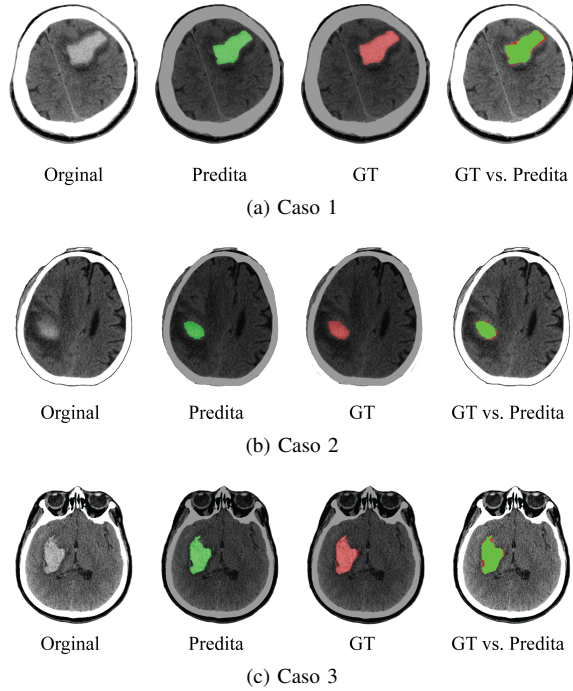 Orginal Predita GT GT vs. Predita
(a) Caso 1
Orginal Predita GT GT vs. Predita
(b) Caso 2
Orginal Predita GT GT vs. Predita
(c) Caso 3